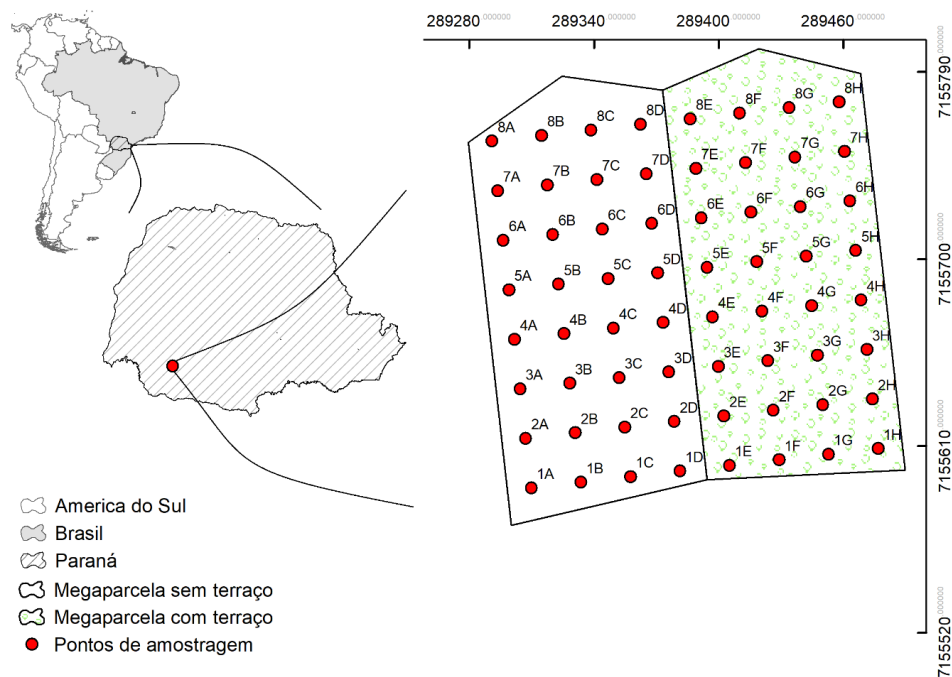 289280.000000
289340.000000
289400.000000
289460.000000
7155790.000000
7155700.000000
7155610.000000
7155520.000000
8A 8B 8C 8D 8E 8F 8G 8H
7A 7B 7C 7D 7E 7F 7G 7H
6A 6B 6C 6D 6E 6F 6G 6H
5A 5B 5C 5D 5E 5F 5G 5H
4A 4B 4C 4D 4E 4F 4G 4H
3A 3B 3C 3D 3E 3F 3G 3H
2A 2B 2C 2D 2E 2F 2G 2H
1A 1B 1C 1D 1E 1F 1G 1H
America do Sul
Brasil
Paraná
Megaparcela sem terraço
Megaparcela com terraço
Pontos de amostragem